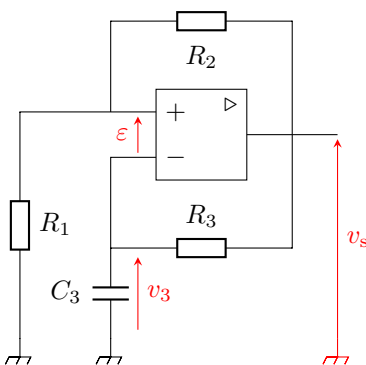 R₂
+
ε
−
R₃
R₁
vₛ
C₃
v₃